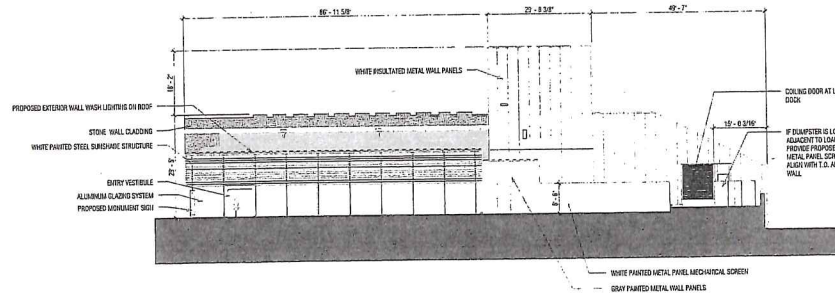 86' - 11 5/8"
29' - 8 3/8"
49' - 7"
18' - 2"
WHITE INSULTATED METAL WALL PANELS
COILING DOOR AT L
DOCK
PROPOSED EXTERIOR WALL WASH LIGHTING ON ROOF
15' - 0 3/16"
STONE WALL CLADDING
WHITE PAINTED STEEL SUNSHADE STRUCTURE
IF DUMPSTER IS LO
ADJACENT TO LOA
PROVIDE PROPOSE
METAL PANEL SCR
ALIGN WITH T.O. A
WALL
ENTRY VESTIBULE
ALUMINUM GLAZING SYSTEM
PROPOSED MONUMENT SIGN
WHITE PAINTED METAL PANEL MECHANICAL SCREEN
GRAY PAINTED METAL WALL PANELS